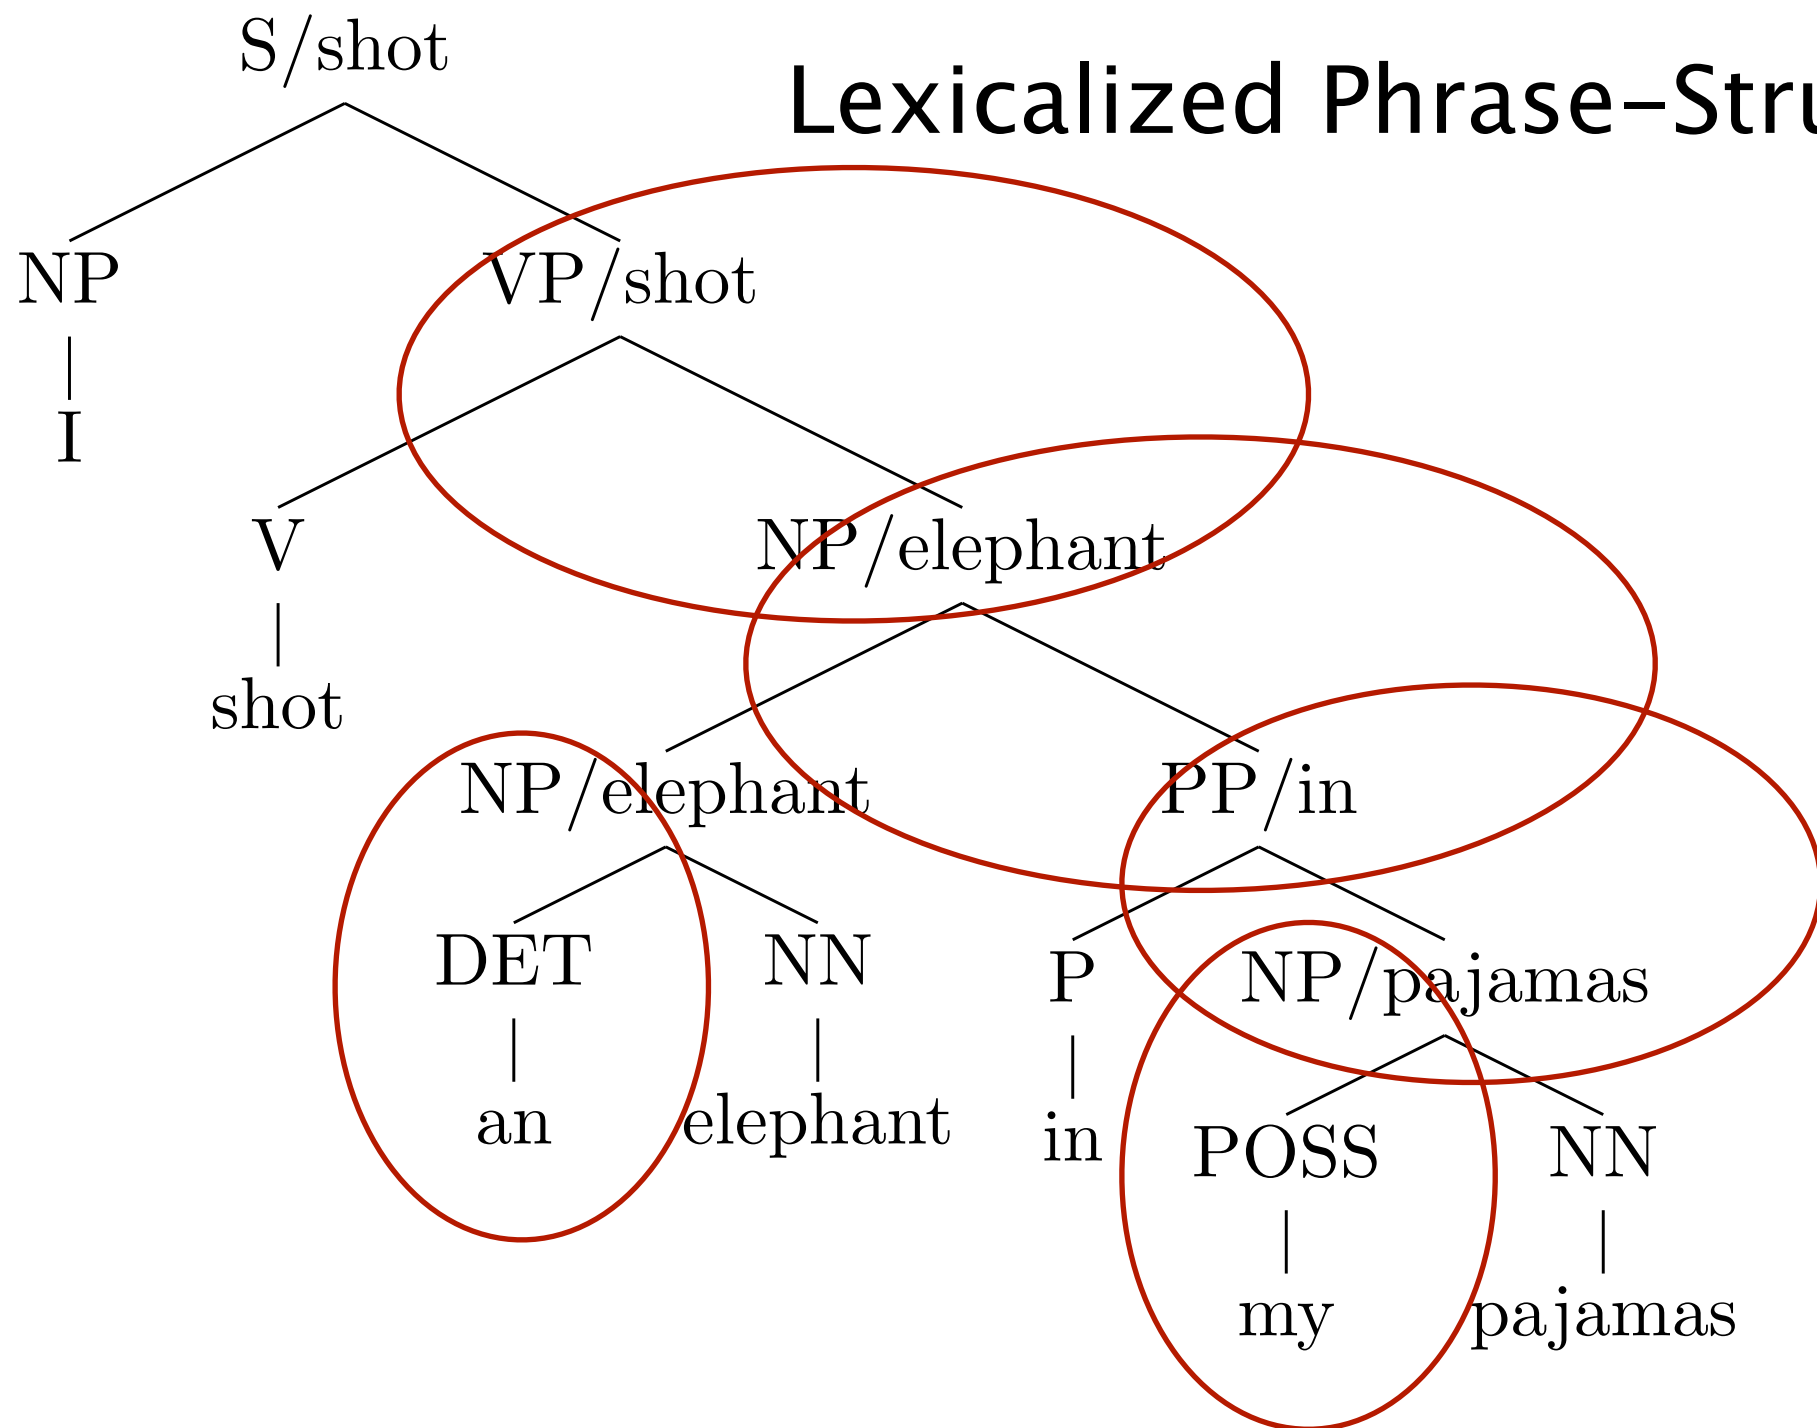 S/shot
Lexicalized Phrase-Stru
NP VP/shot
I
V NP/elephant
shot
NP/elephant PP/in
DET NN P NP/pajamas
an elephant in POSS NN
my pajamas